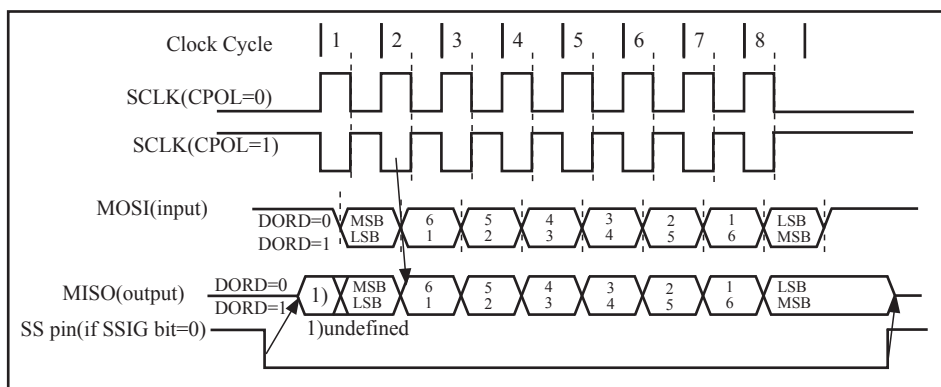 Clock Cycle 1 2 3 4 5 6 7 8
SCLK(CPOL=0)
SCLK(CPOL=1)
MOSI(input)
DORD=0 MSB 6 5 4 3 2 1 LSB
DORD=1 LSB 1 2 3 4 5 6 MSB
MISO(output)
DORD=0 1) MSB 6 5 4 3 2 1 LSB
DORD=1 LSB 1 2 3 4 5 6 MSB
SS pin(if SSIG bit=0)
1)undefined